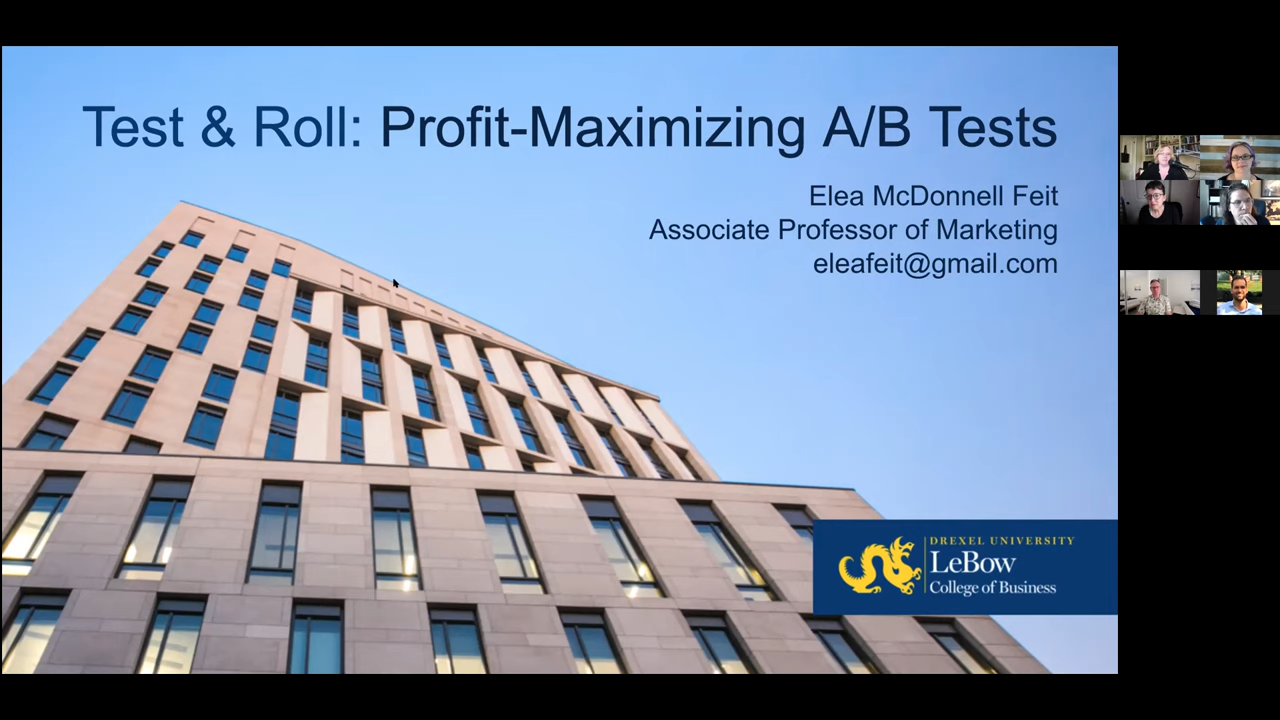 Test & Roll: Profit-Maximizing A/B Tests
Elea McDonnell Feit
Associate Professor of Marketing
eleafeit@gmail.com
DREXEL UNIVERSITY
LeBow
College of Business